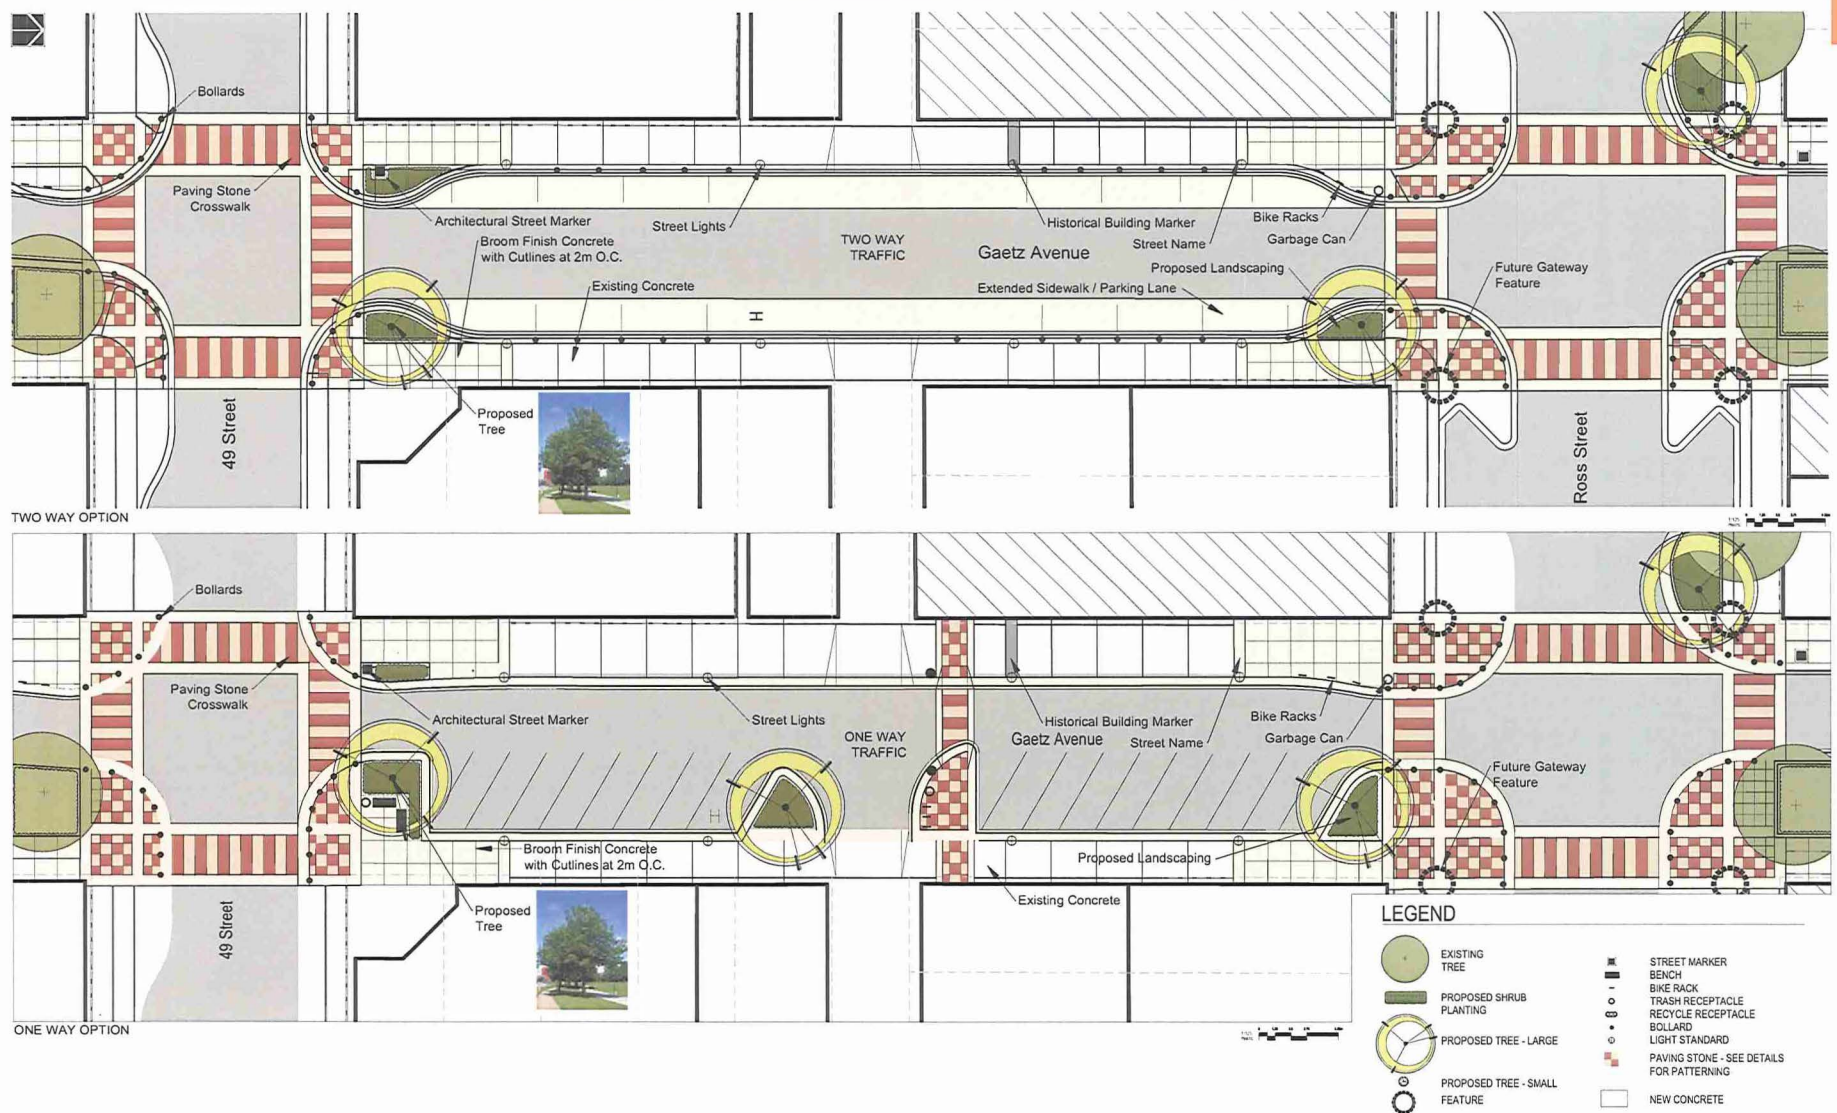 Bollards
Paving Stone
Crosswalk
Architectural Street Marker
Broom Finish Concrete
with Cutlines at 2m O.C.
Street Lights
Existing Concrete
TWO WAY
TRAFFIC
Gaetz Avenue
Historical Building Marker
Street Name
Bike Racks
Garbage Can
Proposed Landscaping
Extended Sidewalk / Parking Lane
H
Future Gateway
Feature
Proposed
Tree
49 Street
Ross Street
TWO WAY OPTION
Bollards
Paving Stone
Crosswalk
Architectural Street Marker
Street Lights
ONE WAY
TRAFFIC
Historical Building Marker
Gaetz Avenue
Street Name
Bike Racks
Garbage Can
Future Gateway
Feature
H
Broom Finish Concrete
with Cutlines at 2m O.C.
Proposed Landscaping
Existing Concrete
Proposed
Tree
49 Street
ONE WAY OPTION
LEGEND
EXISTING
TREE
PROPOSED SHRUB
PLANTING
PROPOSED TREE - LARGE
PROPOSED TREE - SMALL
FEATURE
STREET MARKER
BENCH
BIKE RACK
TRASH RECEPTACLE
RECYCLE RECEPTACLE
BOLLARD
LIGHT STANDARD
PAVING STONE - SEE DETAILS
FOR PATTERNING
NEW CONCRETE